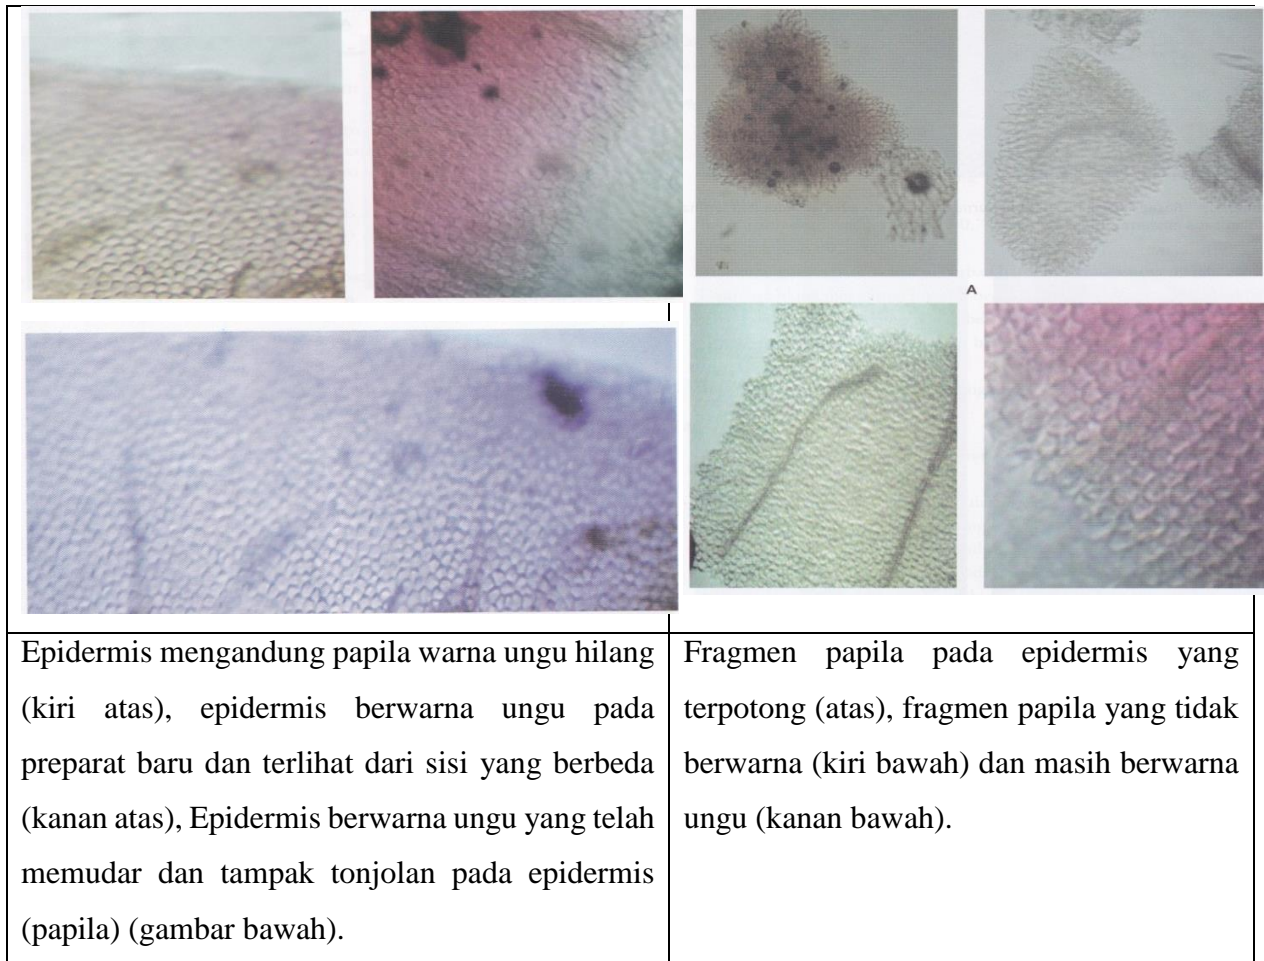 A
Epidermis mengandung papila warna ungu hilang
(kiri atas), epidermis berwarna ungu pada
preparat baru dan terlihat dari sisi yang berbeda
(kanan atas), Epidermis berwarna ungu yang telah
memudar dan tampak tonjolan pada epidermis
(papila) (gambar bawah).
Fragmen papila pada epidermis yang
terpotong (atas), fragmen papila yang tidak
berwarna (kiri bawah) dan masih berwarna
ungu (kanan bawah).